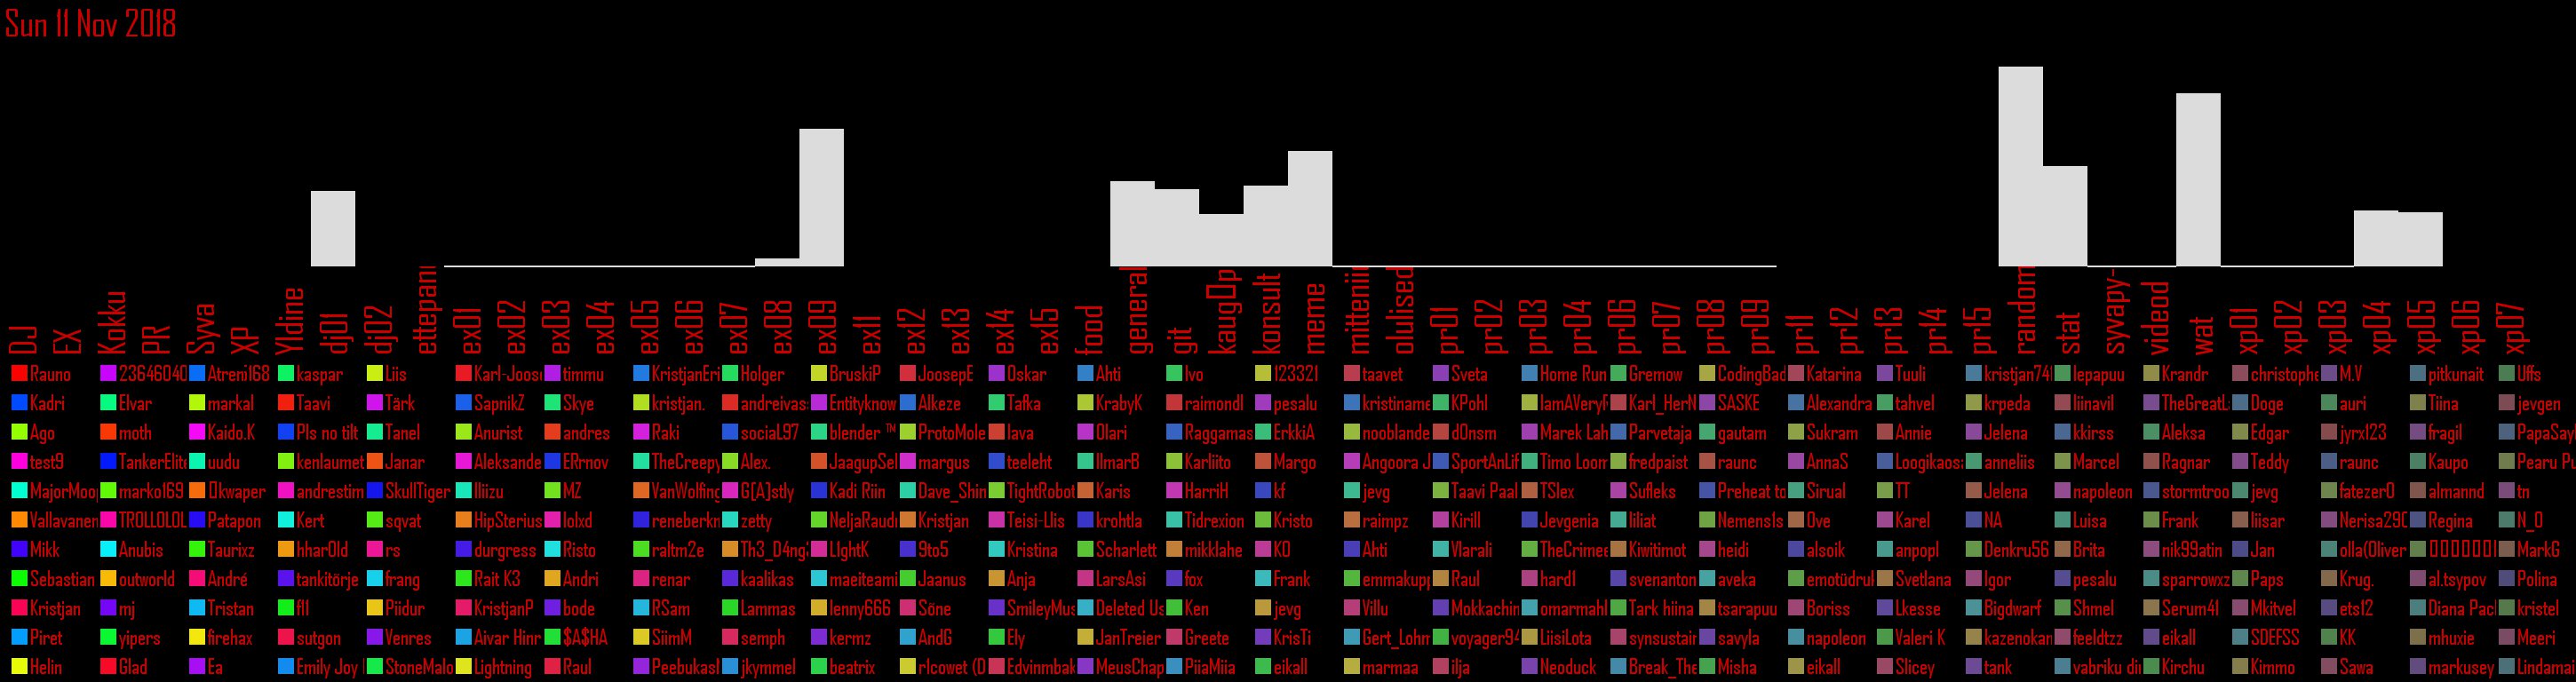 Sun 11 Nov 2018
DJ EX Kokku PR Syva XP Yldine dj01 dj02 ettepani ex01 ex02 ex03 ex04 ex05 ex06 ex07 ex08 ex09 ex11 ex12 ex13 ex14 ex15 food general git kaugOp konsult meme mitteniii olulised pr01 pr02 pr03 pr04 pr06 pr07 pr08 pr09 pr11 pr12 pr13 pr14 pr15 random stat syvapy- videod wat xp01 xp02 xp03 xp04 xp05 xp06 xp07
Rauno 23646040 Atreni168 kaspar Liis Karl-Joose timmu KristjanEri Holger BruskiP JoosepE Oskar Ahti Ivo 123321 taavet Sveta Home Run Gremow CodingBad Katarina Tuuli kristjan741 lepapuu Krandr christophe M.V pitkunait Uffs
Kadri Elvar markal Taavi Tärk SapnikZ Skye kristjan. andreivas Entityknow Alkeze Tafka KrabyK raimondl pesalu kristiname KPohl IamAVeryF Karl_HerN SASKE Alexandra tahvel krpeda liinavil TheGreatL Doge auri Tiina jevgen
Ago moth Kaido.K Pls no tilt Tanel Anurist andres Raki sociaL97 blender ™ ProtoMole lava Olari Raggamas ErkkiA nooblande d0nsm Marek Lah Parvetaja gautam Sukram Annie Jelena kkirss Aleksa Edgar jyrx123 fragil PapaSay
test9 TankerElite uudu kenlaumet Janar Aleksande ERrnov TheCreepy Alex. JaagupSel margus teeleht IlmarB Karliito Margo Angoora J SportAnLif Timo Loom fredpaist raunc AnnaS Loogikaos anneliis Marcel Ragnar Teddy raunc Kaupo Pearu Pu
MajorMoo marko169 kwaper andrestim SkullTiger Iliizu MZ VanWolfing G[A]stly Kadi Riin Dave_Shin TightRobot Karis HarriH kf jevg Taavi Paal TSlex Sufleks Preheat to Sirual TT Jelena napoleon stormtroo jevg fatezer0 almannd tn
Vallavanen TROLLOLOL Patapon Kert sqvat HipSterius lolxd reneberkr zetty NeljaRaudi Kristjan Teisi-Liis krohtla Tidrexion Kristo raimpz Kirill Jevgenia liliat Nemensis Ove Karel NA Luisa Frank liisar Nerisa290 Regina N_O
Mikk Anubis Taurixz hhar0ld rs durgress Risto raltm2e Th3_D4ng LIghtK 9to5 Kristina Scharlett mikklahe KO Ahti Vlarali TheCrimee Kiwitimot heidi alsoik anpopl Denkru56 Brita nik99atin Jan olla(Oliver MarkG
Sebastian outworld André tankitörje frang Rait K3 Andri renar kaalikas maeiteami Jaanus Anja LarsAsi fox Frank emmakupp Raul hard1 svenanton aveka emotüdruk Svetlana Igor pesalu sparrowxz Paps Krug. al.tsypov Polina
Kristjan mj Tristan f11 Piidur KristjanP bode RSam Lammas lenny666 Söne SmileyMus Deleted Us Ken jevg Villu Mokkachin omarmahl Tark hiina tsarapuu Boriss Lkesse Bigdwarf Shmel Serum41 Mkitvel ets12 Diana Pac kristel
Piret yipers firehax sutgon Venres Aivar Hinr $A$HA SiimM semph kermz AndG Ely JanTreier Greete KrisTi Gert_Lohm voyager94 LiisiLota synsustain savyla napoleon Valeri K kazenokan feeldtzz eikall SDEFSS KK mhuxie Meeri
Helin Glad Ea Emily Joy StoneMalo Lightning Raul Peebukas jkymmel beatrix r1cowet (D Edvinmbak MeusChap PiiaMiia eikall marmaa ilja Neoduck Break_The Misha eikall Slicey tank vabriku di Kirchu Kimmo Sawa markusey Lindamai